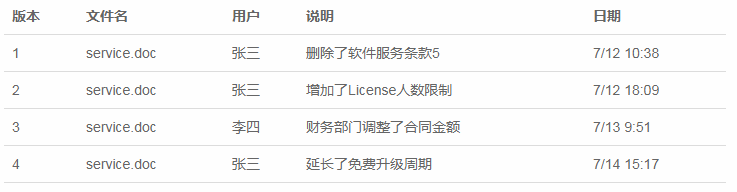 版本 文件名 用户 说明 日期
1 service.doc 张三 删除了软件服务条款5 7/12 10:38
2 service.doc 张三 增加了License人数限制 7/12 18:09
3 service.doc 李四 财务部门调整了合同金额 7/13 9:51
4 service.doc 张三 延长了免费升级周期 7/14 15:17